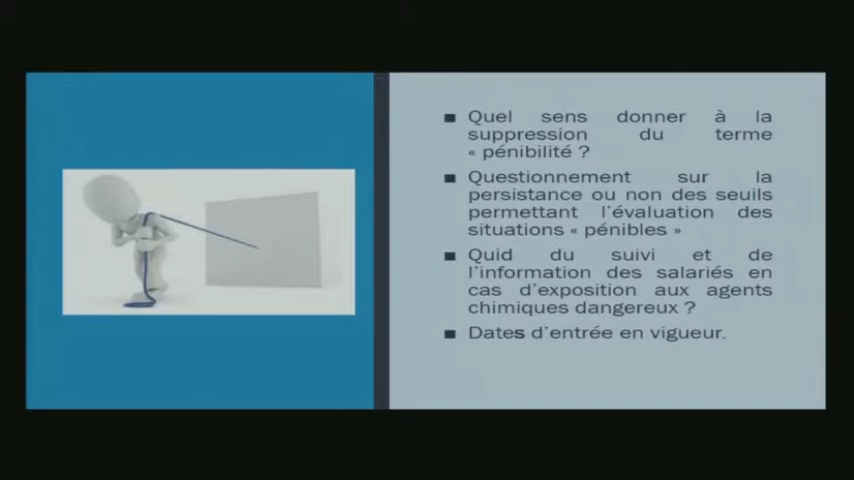 Quel sens donner à la
suppression du terme
« pénibilité ?
Questionnement sur la
persistance ou non des seuils
permettant l'évaluation des
situations « pénibles »
Quid du suivi et de
l'information des salariés en
cas d'exposition aux agents
chimiques dangereux ?
Dates d'entrée en vigueur.